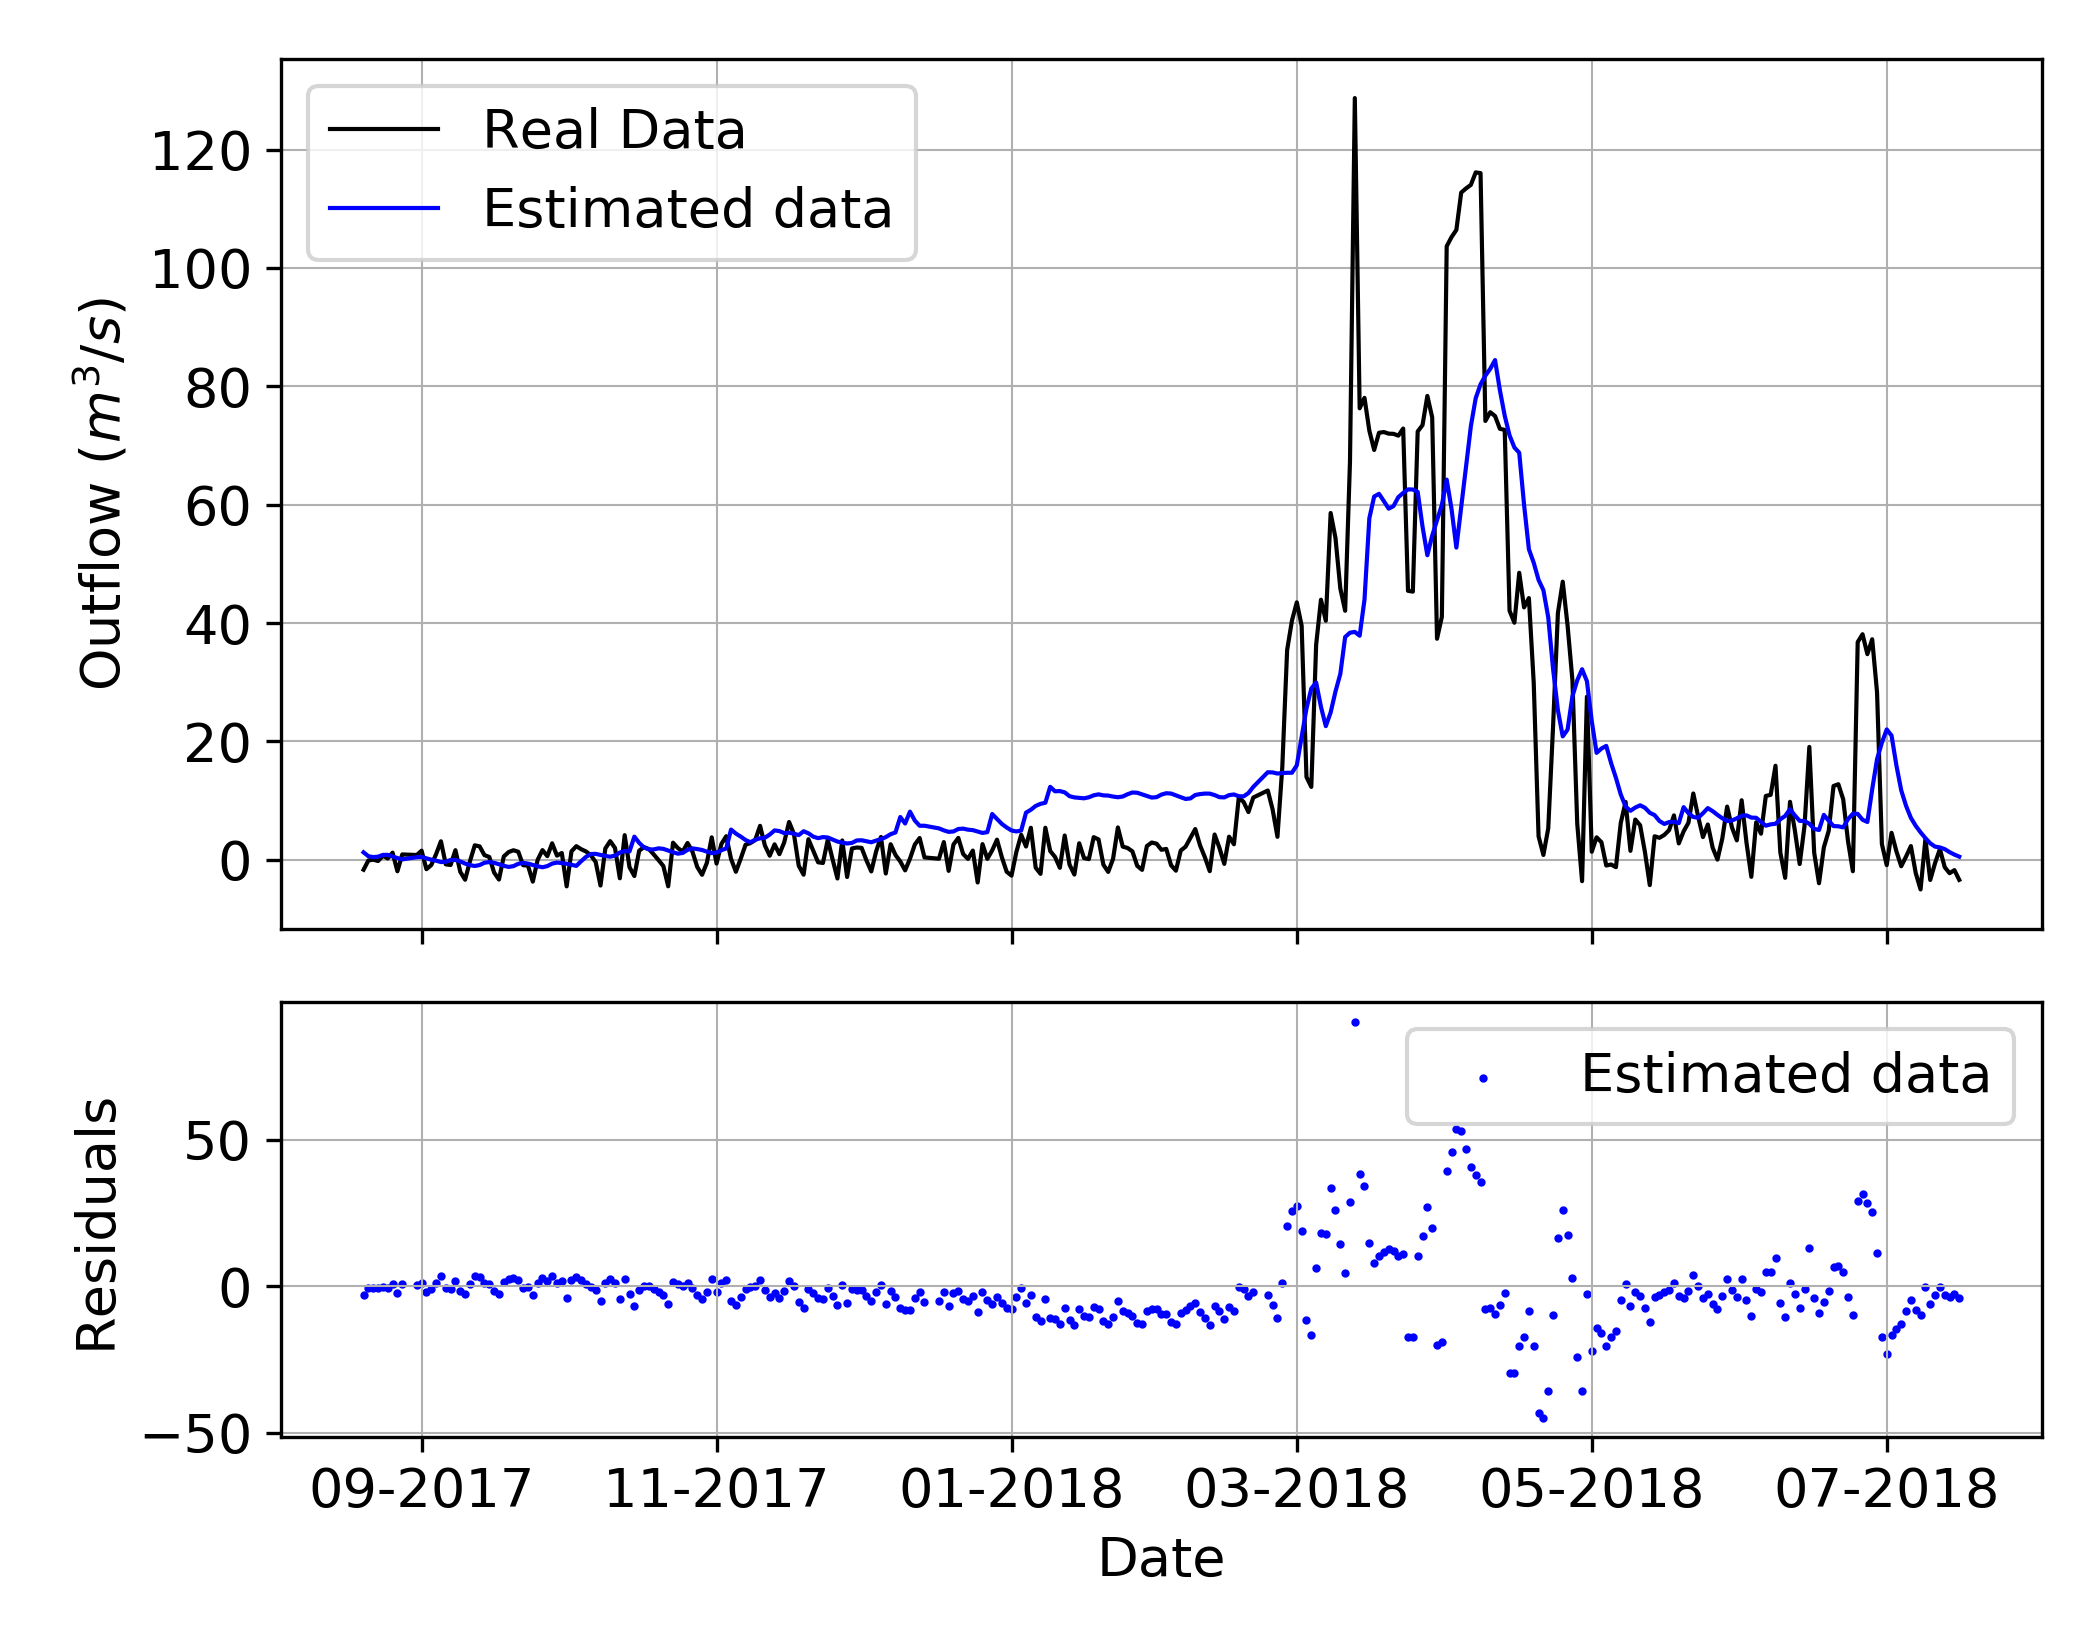 Real Data
Estimated data
120
100
80
60
40
20
0
Outflow (m³/s)
Estimated data
50
0
−50
Residuals
09-2017 11-2017 01-2018 03-2018 05-2018 07-2018
Date